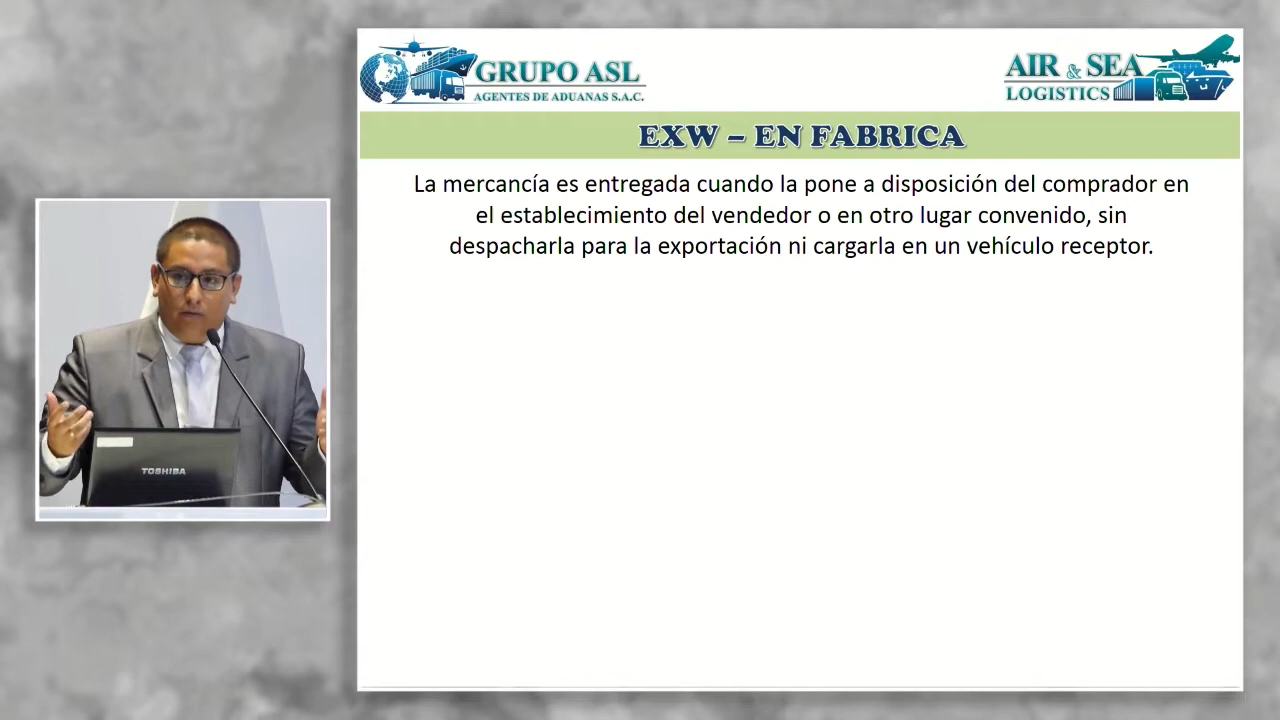 GRUPO ASL
AGENTES DE ADUANAS S.A.C.
AIR & SEA
LOGISTICS
EXW – EN FABRICA
La mercancía es entregada cuando la pone a disposición del comprador en
el establecimiento del vendedor o en otro lugar convenido, sin
despacharla para la exportación ni cargarla en un vehículo receptor.
TOSHIBA